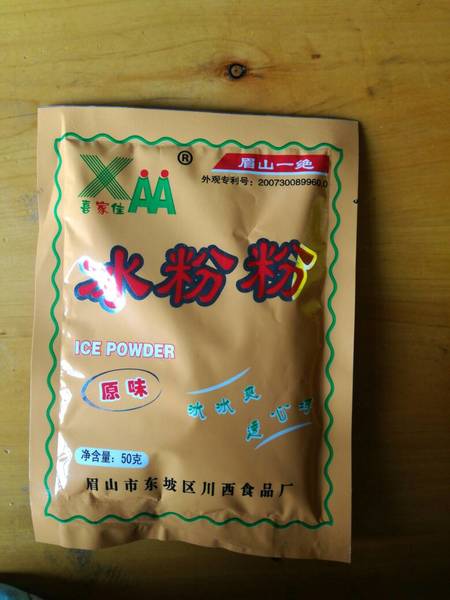 ®
眉山一绝
外观专利号：200730089960.0
XAA
喜家佳
冰粉粉
ICE POWDER
原味
冰冰爽
透心凉
净含量：50克
眉山市东坡区川西食品厂